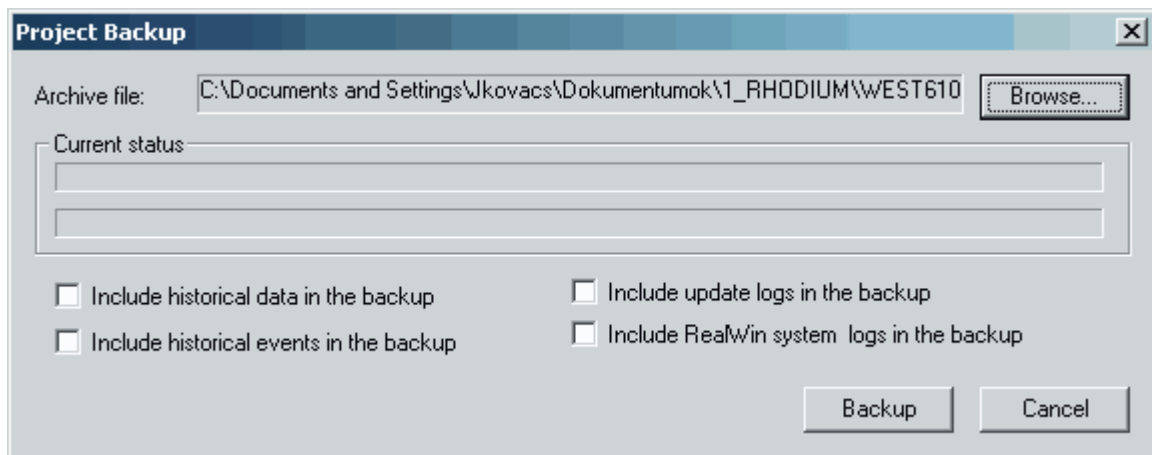 Project Backup
Archive file: C:\Documents and Settings\Jkovacs\Dokumentumok\1_RHODIUM\WEST610 Browse...
Current status
Include historical data in the backup
Include update logs in the backup
Include historical events in the backup
Include RealWin system  logs in the backup
Backup Cancel